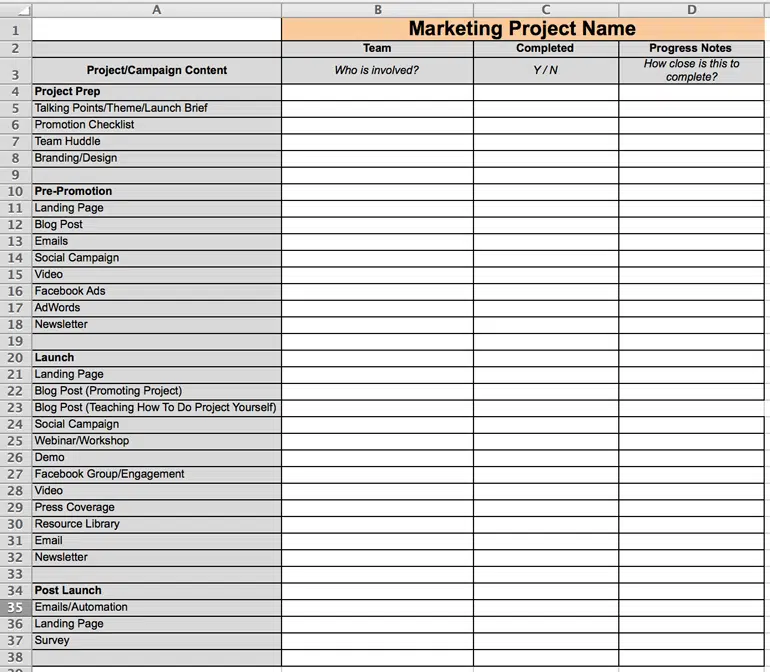 A B C D
1 Marketing Project Name
2 Team Completed Progress Notes
3 Project/Campaign Content Who is involved? Y / N How close is this to
complete?
4 Project Prep
5 Talking Points/Theme/Launch Brief
6 Promotion Checklist
7 Team Huddle
8 Branding/Design
9
10 Pre-Promotion
11 Landing Page
12 Blog Post
13 Emails
14 Social Campaign
15 Video
16 Facebook Ads
17 AdWords
18 Newsletter
19
20 Launch
21 Landing Page
22 Blog Post (Promoting Project)
23 Blog Post (Teaching How To Do Project Yourself)
24 Social Campaign
25 Webinar/Workshop
26 Demo
27 Facebook Group/Engagement
28 Video
29 Press Coverage
30 Resource Library
31 Email
32 Newsletter
33
34 Post Launch
35 Emails/Automation
36 Landing Page
37 Survey
38